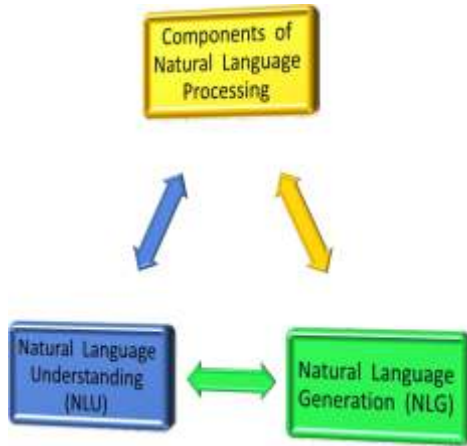 Components of
Natural Language
Processing
Natural Language
Understanding
(NLU)
Natural Language
Generation (NLG)